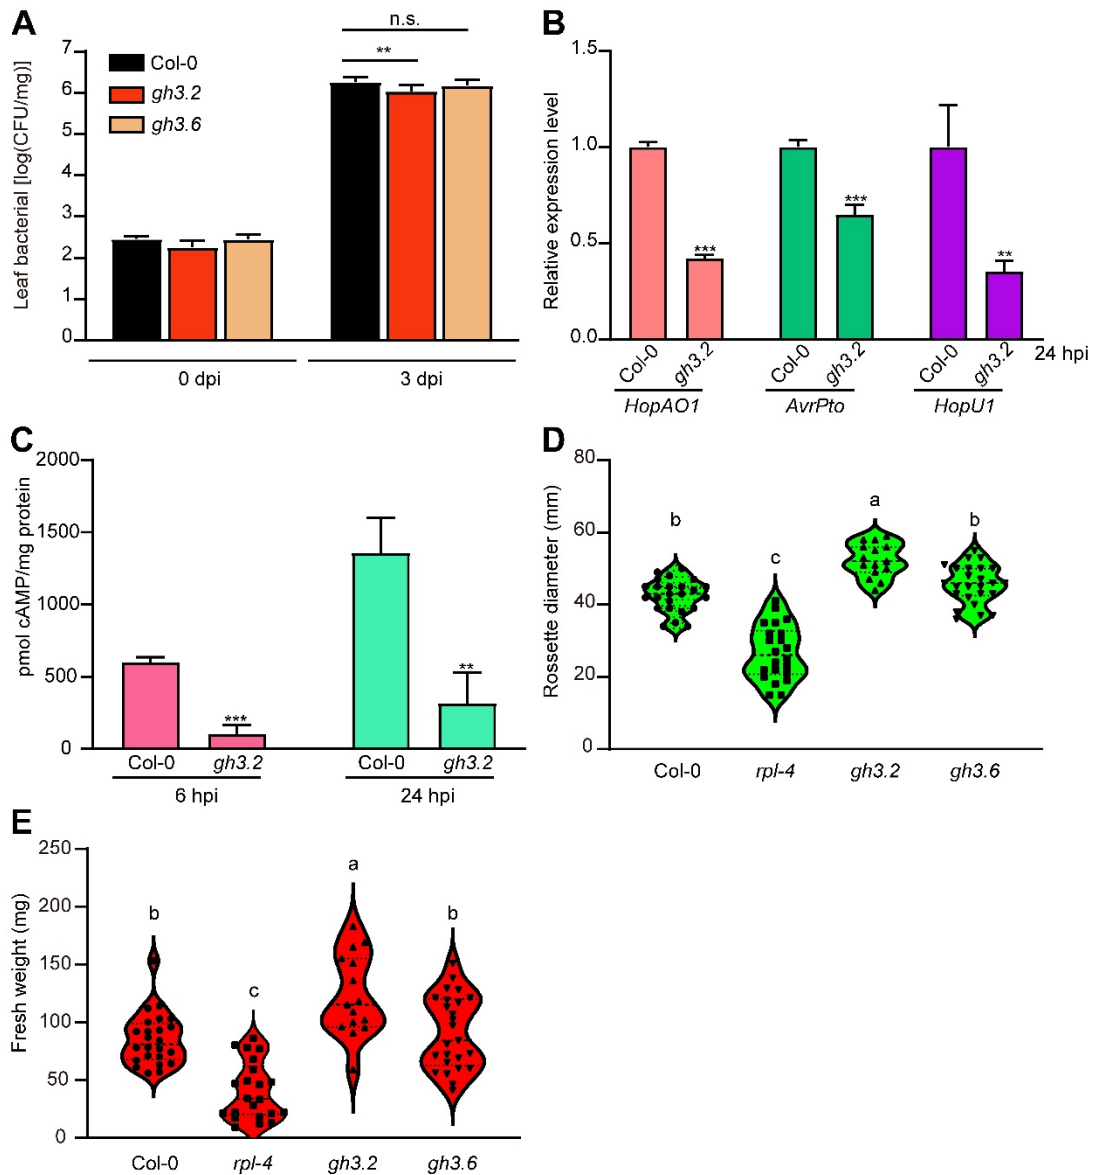 A
Leaf bacterial [log(CFU/mg)]
7
6
5
4
3
2
1
0
Col-0
gh3.2
gh3.6
n.s.
**
0 dpi
3 dpi
B
Relative expression level
1.5
1.0
0.5
0.0
***
***
**
Col-0
gh3.2
Col-0
gh3.2
Col-0
gh3.2
24 hpi
HopAO1
AvrPto
HopU1
C
pmol cAMP/mg protein
2000
1500
1000
500
0
***
**
Col-0
gh3.2
Col-0
gh3.2
6 hpi
24 hpi
D
Rossette diameter (mm)
80
60
40
20
0
b
c
a
b
Col-0
rpl-4
gh3.2
gh3.6
E
Fresh weight (mg)
250
200
150
100
50
0
b
c
a
b
Col-0
rpl-4
gh3.2
gh3.6